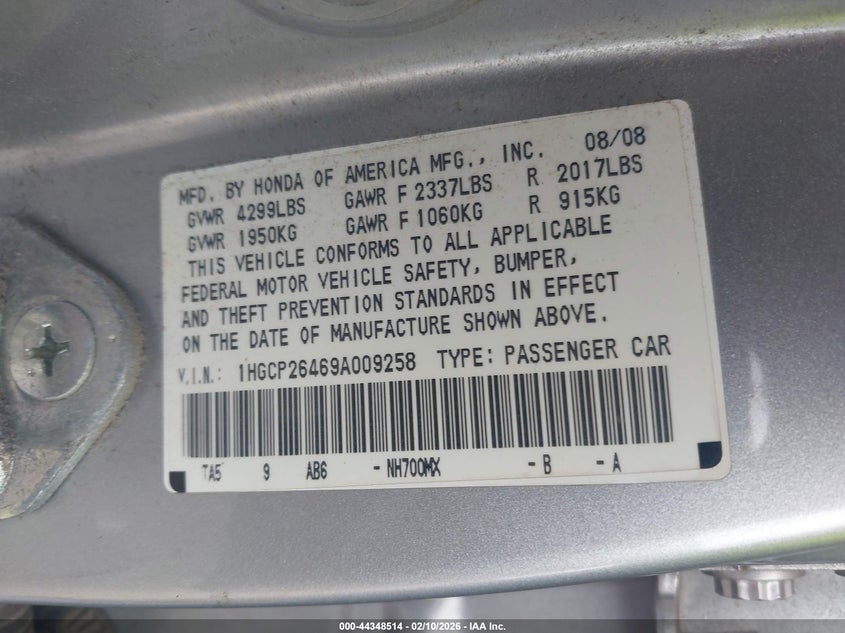 MFD. BY HONDA OF AMERICA MFG., INC. 08/08
GVWR 4299LBS GAWR F 2337LBS R 2017LBS
GVWR 1950KG GAWR F 1060KG R 915KG
THIS VEHICLE CONFORMS TO ALL APPLICABLE
FEDERAL MOTOR VEHICLE SAFETY, BUMPER,
AND THEFT PREVENTION STANDARDS IN EFFECT
ON THE DATE OF MANUFACTURE SHOWN ABOVE.
V.I.N.: 1HGCP26469A009258 TYPE: PASSENGER CAR
TA5 9 AB6 - NH700MX - B - A
000-44348514 - 02/10/2026 - IAA Inc.